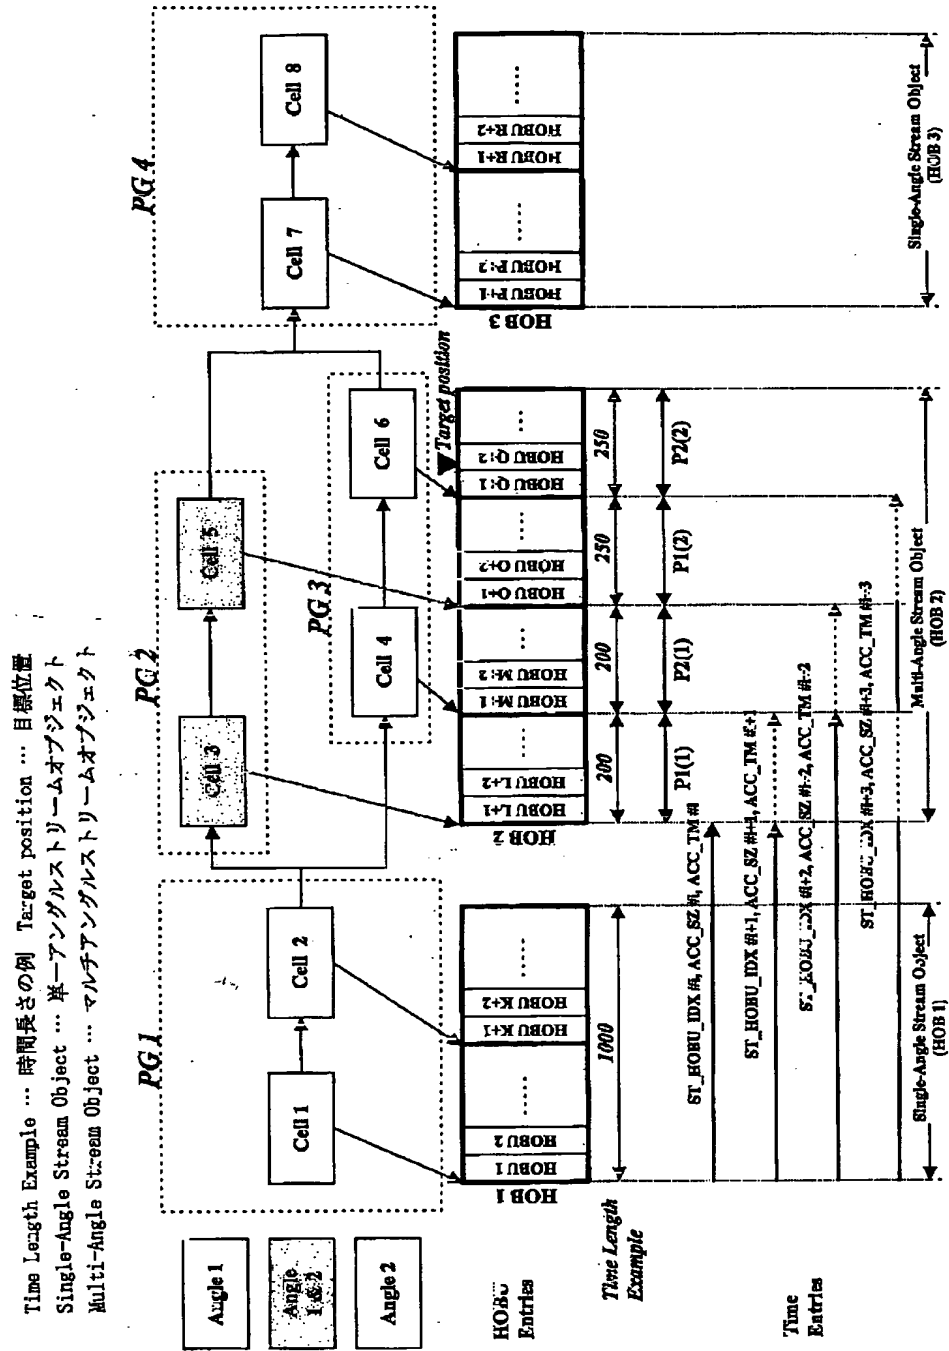 Time Length Example … 時間長さの例 Target position … 目標位置
Single-Angle Stream Object … 単一アングルストリームオブジェクト
Multi-Angle Stream Object … マルチアングルストリームオブジェクト
PG 1
PG 2
PG 3
PG 4
Cell 1
Cell 2
Cell 3
Cell 5
Cell 4
Cell 6
Cell 7
Cell 8
Angle 1
Angle
1 & 2
Angle 2
Target position
HOBU
Entries
HOB 1
HOBU 1
HOBU 2
……
HOBU K+1
HOBU K+2
……
HOB 2
HOBU L+1
HOBU L+2
……
HOBU M+1
HOBU M+2
…
HOBU O+1
HOBU O+2
…
HOBU Q+1
HOBU Q+2
…
HOB 3
HOBU P+1
HOBU P+2
……
HOBU R+1
HOBU R+2
……
Time Length
Example
1000
200
200
250
250
P1(1)
P2(1)
P1(2)
P2(2)
Time
Entries
ST_HOBU_IDX #i, ACC_SZ #i, ACC_TM #i
ST_HOBU_IDX #i+1, ACC_SZ #i+1, ACC_TM #i+1
ST_HOBU_IDX #i+2, ACC_SZ #i+2, ACC_TM #i+2
ST_HOBU_IDX #i+3, ACC_SZ #i+3, ACC_TM #i+3
Single-Angle Stream Object
(HOB 1)
Multi-Angle Stream Object
(HOB 2)
Single-Angle Stream Object
(HOB 3)